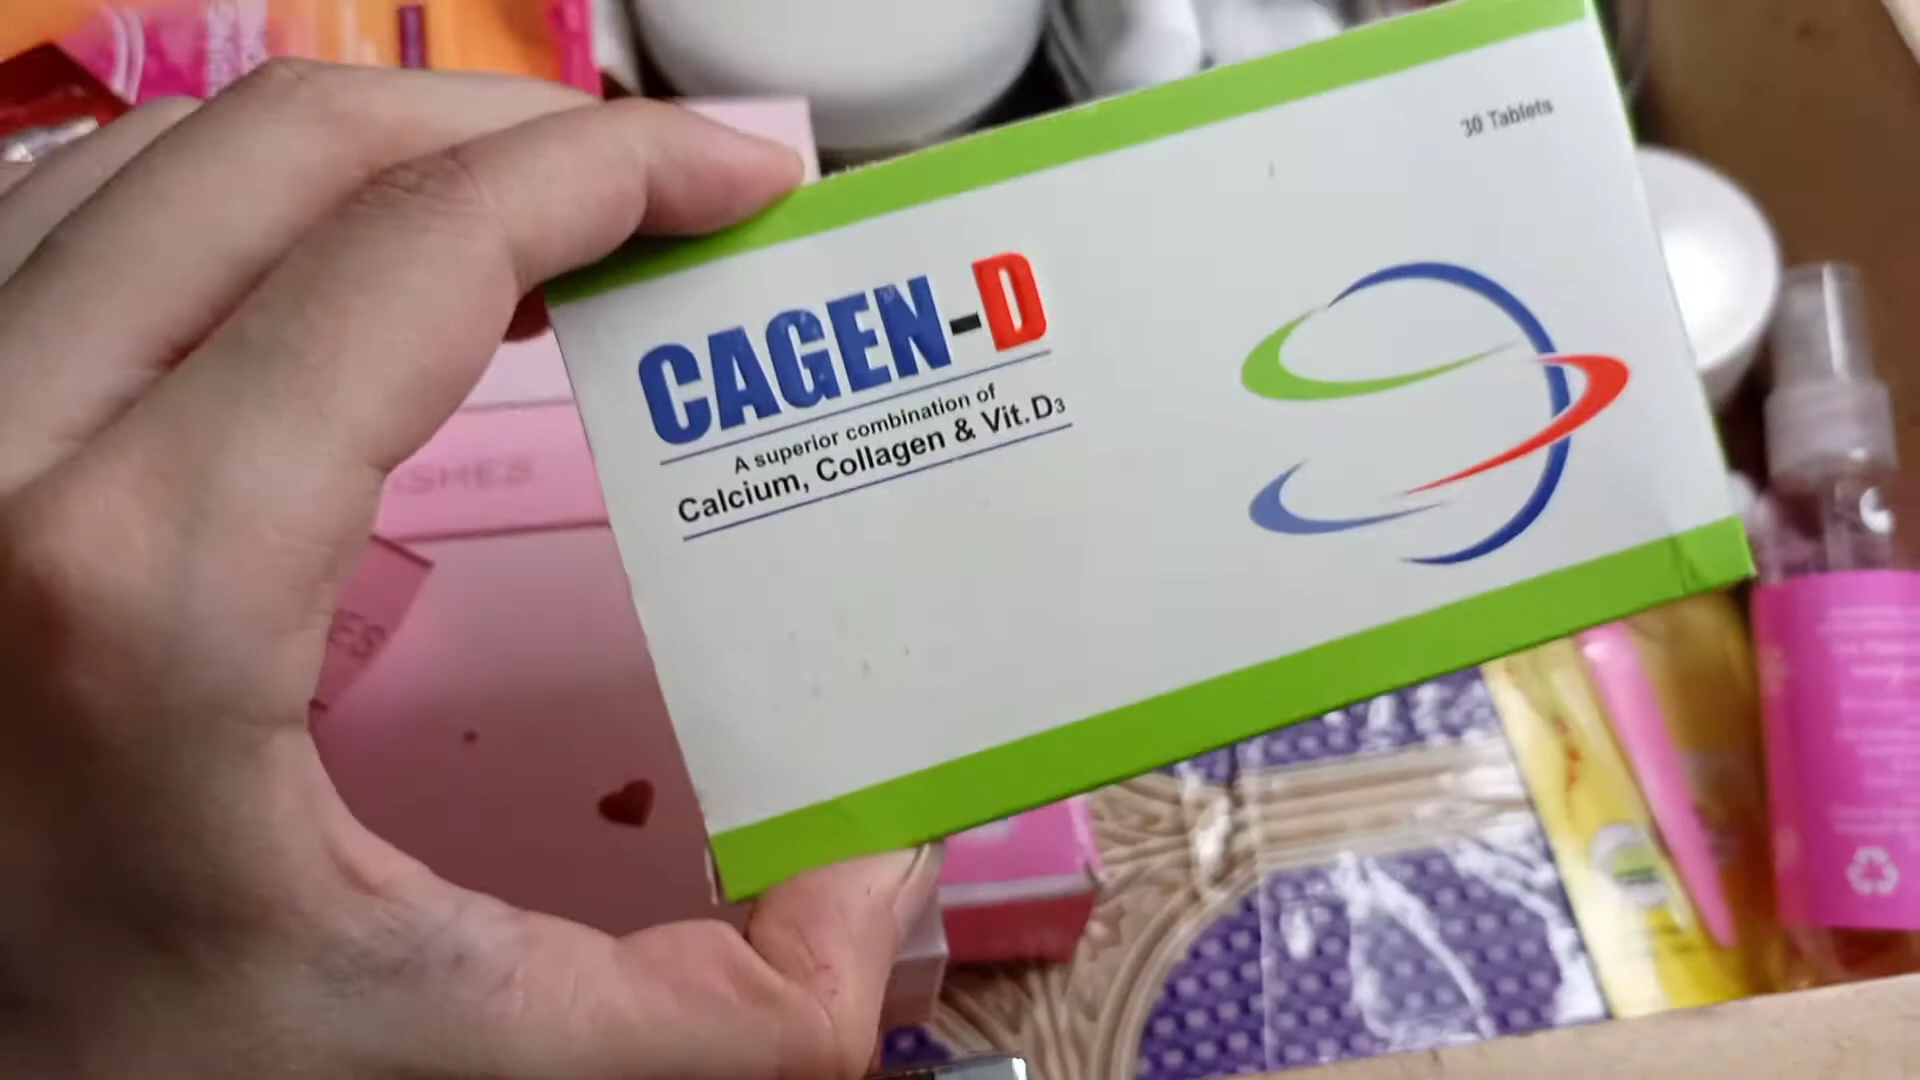 30 Tablets
CAGEN-D
A superior combination of
Calcium, Collagen & Vit.D3